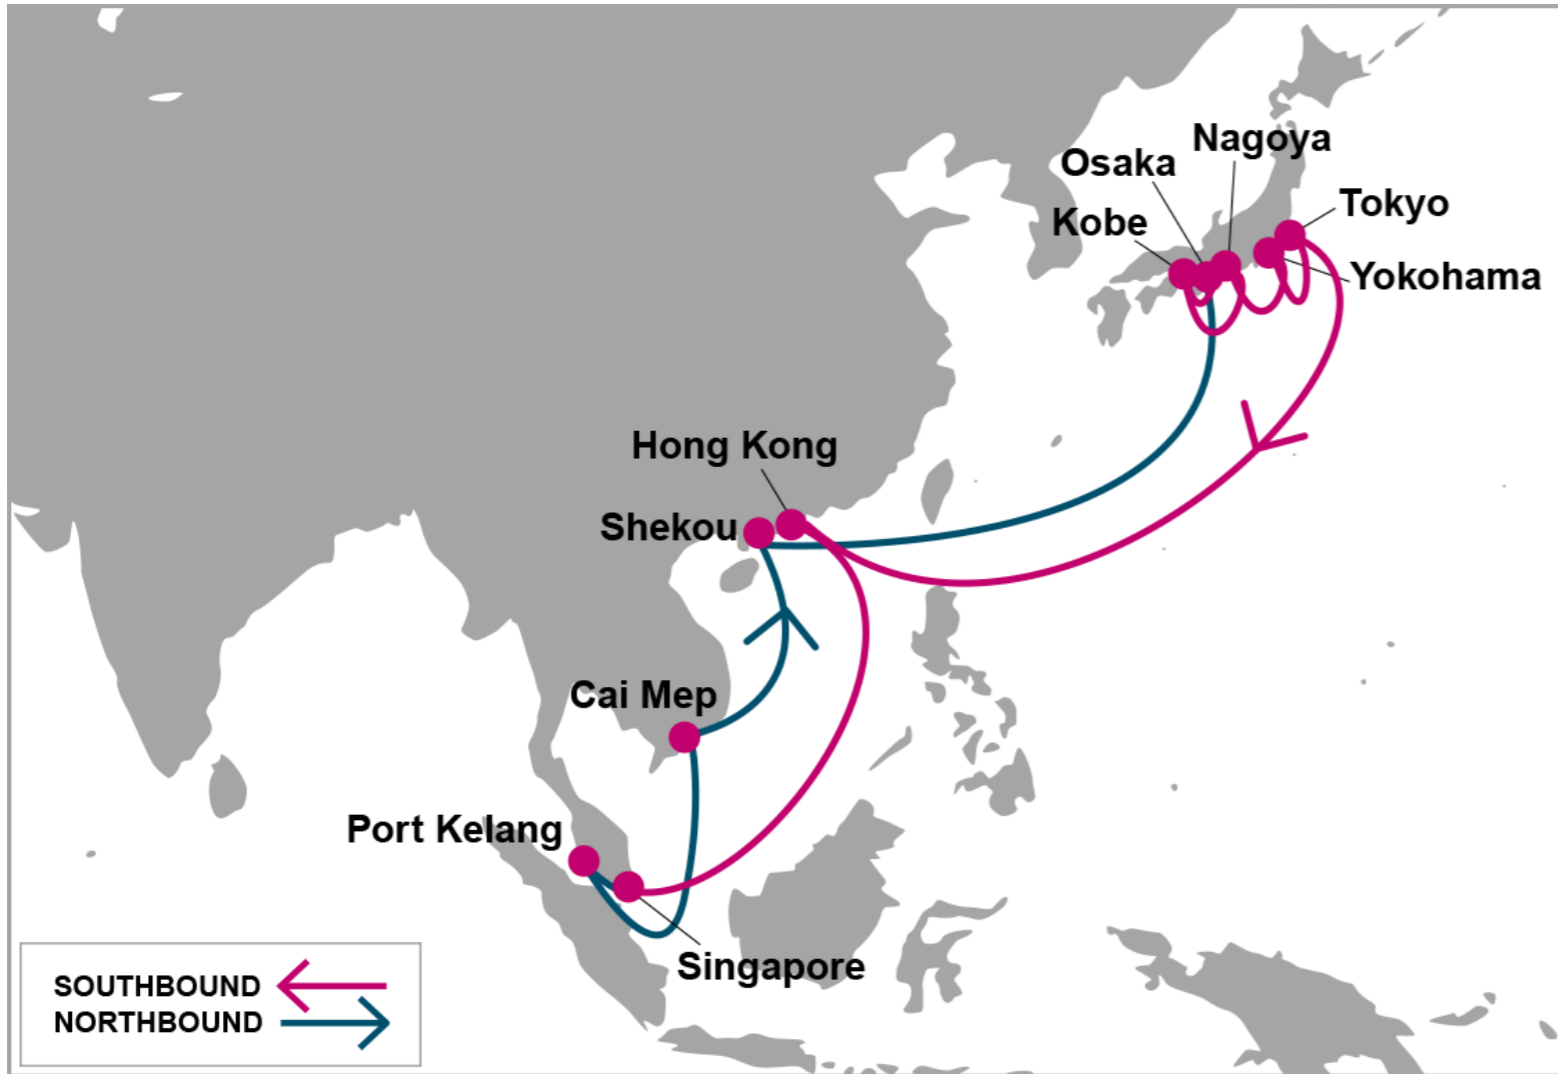 Nagoya
Osaka
Tokyo
Kobe
Yokohama
Hong Kong
Shekou
Cai Mep
Port Kelang
Singapore
SOUTHBOUND
NORTHBOUND